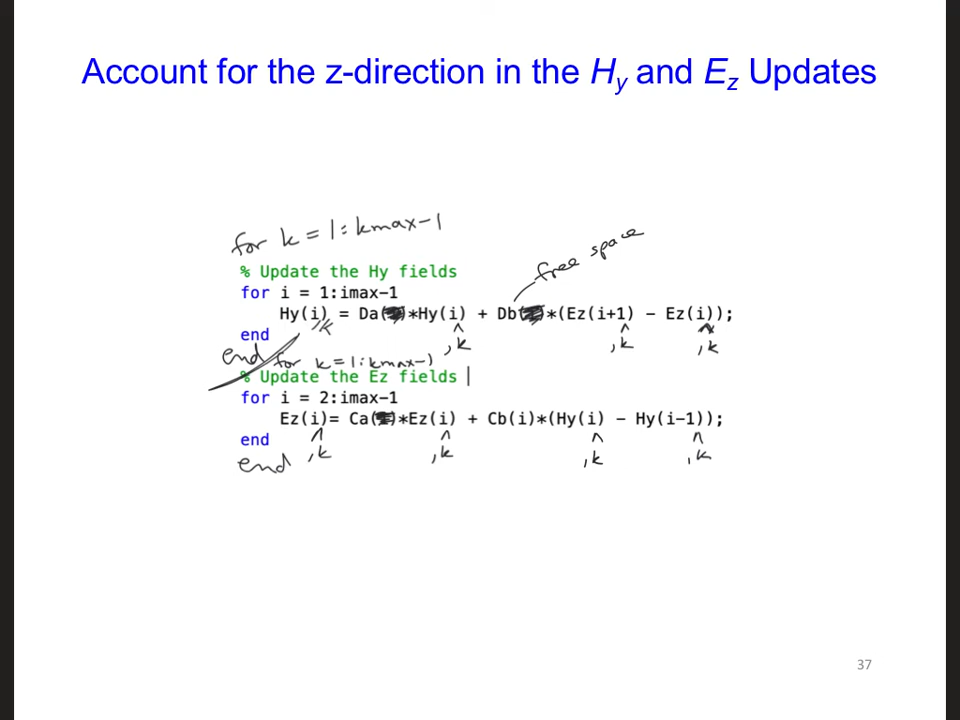 Account for the z-direction in the Hy and Ez Updates
for k = 1:kmax-1
free space
% Update the Hy fields
for i = 1:imax-1
Hy(i) = Da( )*Hy(i) + Db( )*(Ez(i+1) - Ez(i));
,k ,k ,k ,k
end
end
for k=1:kmax-1
% Update the Ez fields
for i = 2:imax-1
Ez(i)= Ca( )*Ez(i) + Cb(i)*(Hy(i) - Hy(i-1));
,k ,k ,k ,k
end
end
37